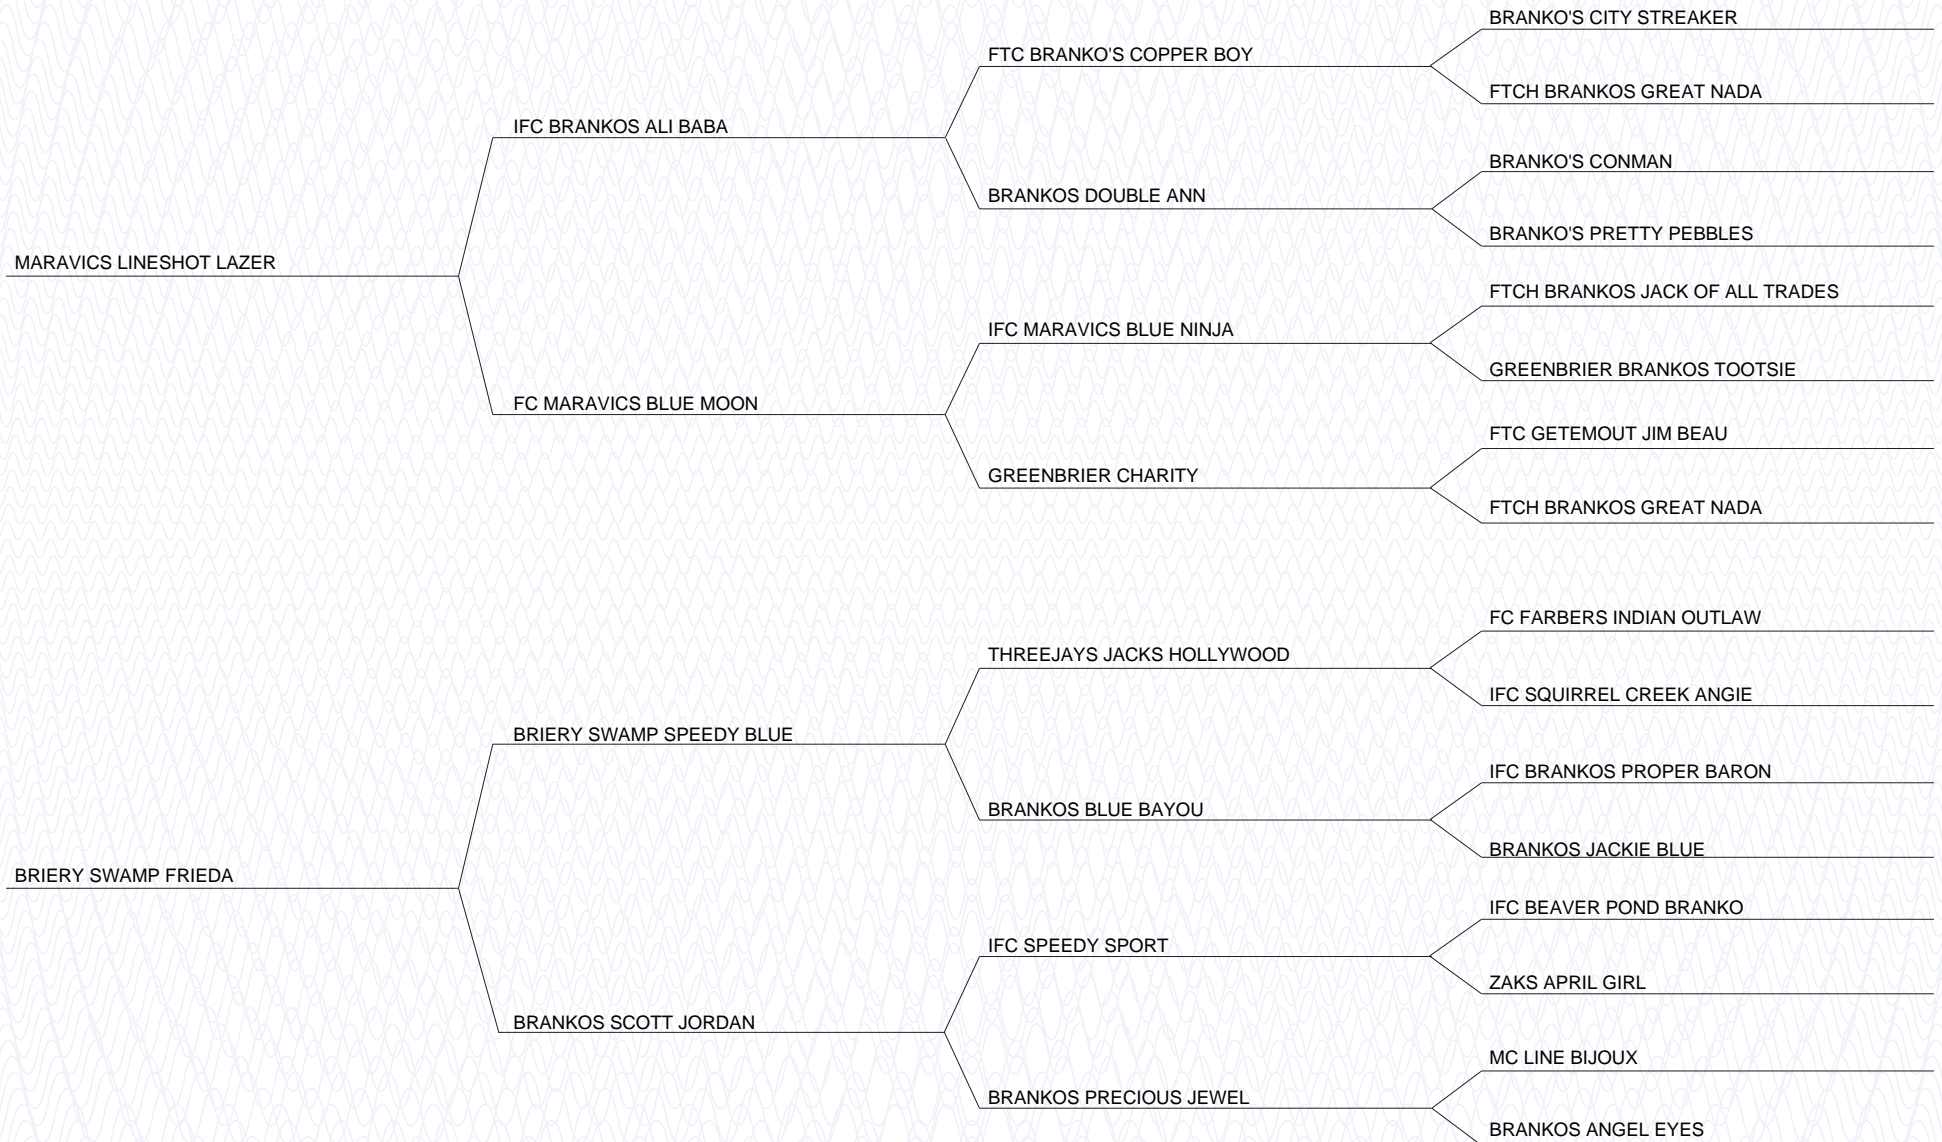 BRANKO'S CITY STREAKER
FTC BRANKO'S COPPER BOY
FTCH BRANKOS GREAT NADA
IFC BRANKOS ALI BABA
BRANKO'S CONMAN
BRANKOS DOUBLE ANN
BRANKO'S PRETTY PEBBLES
MARAVICS LINESHOT LAZER
FTCH BRANKOS JACK OF ALL TRADES
IFC MARAVICS BLUE NINJA
GREENBRIER BRANKOS TOOTSIE
FC MARAVICS BLUE MOON
FTC GETEMOUT JIM BEAU
GREENBRIER CHARITY
FTCH BRANKOS GREAT NADA
FC FARBERS INDIAN OUTLAW
THREEJAYS JACKS HOLLYWOOD
IFC SQUIRREL CREEK ANGIE
BRIERY SWAMP SPEEDY BLUE
IFC BRANKOS PROPER BARON
BRANKOS BLUE BAYOU
BRANKOS JACKIE BLUE
BRIERY SWAMP FRIEDA
IFC BEAVER POND BRANKO
IFC SPEEDY SPORT
ZAKS APRIL GIRL
BRANKOS SCOTT JORDAN
MC LINE BIJOUX
BRANKOS PRECIOUS JEWEL
BRANKOS ANGEL EYES